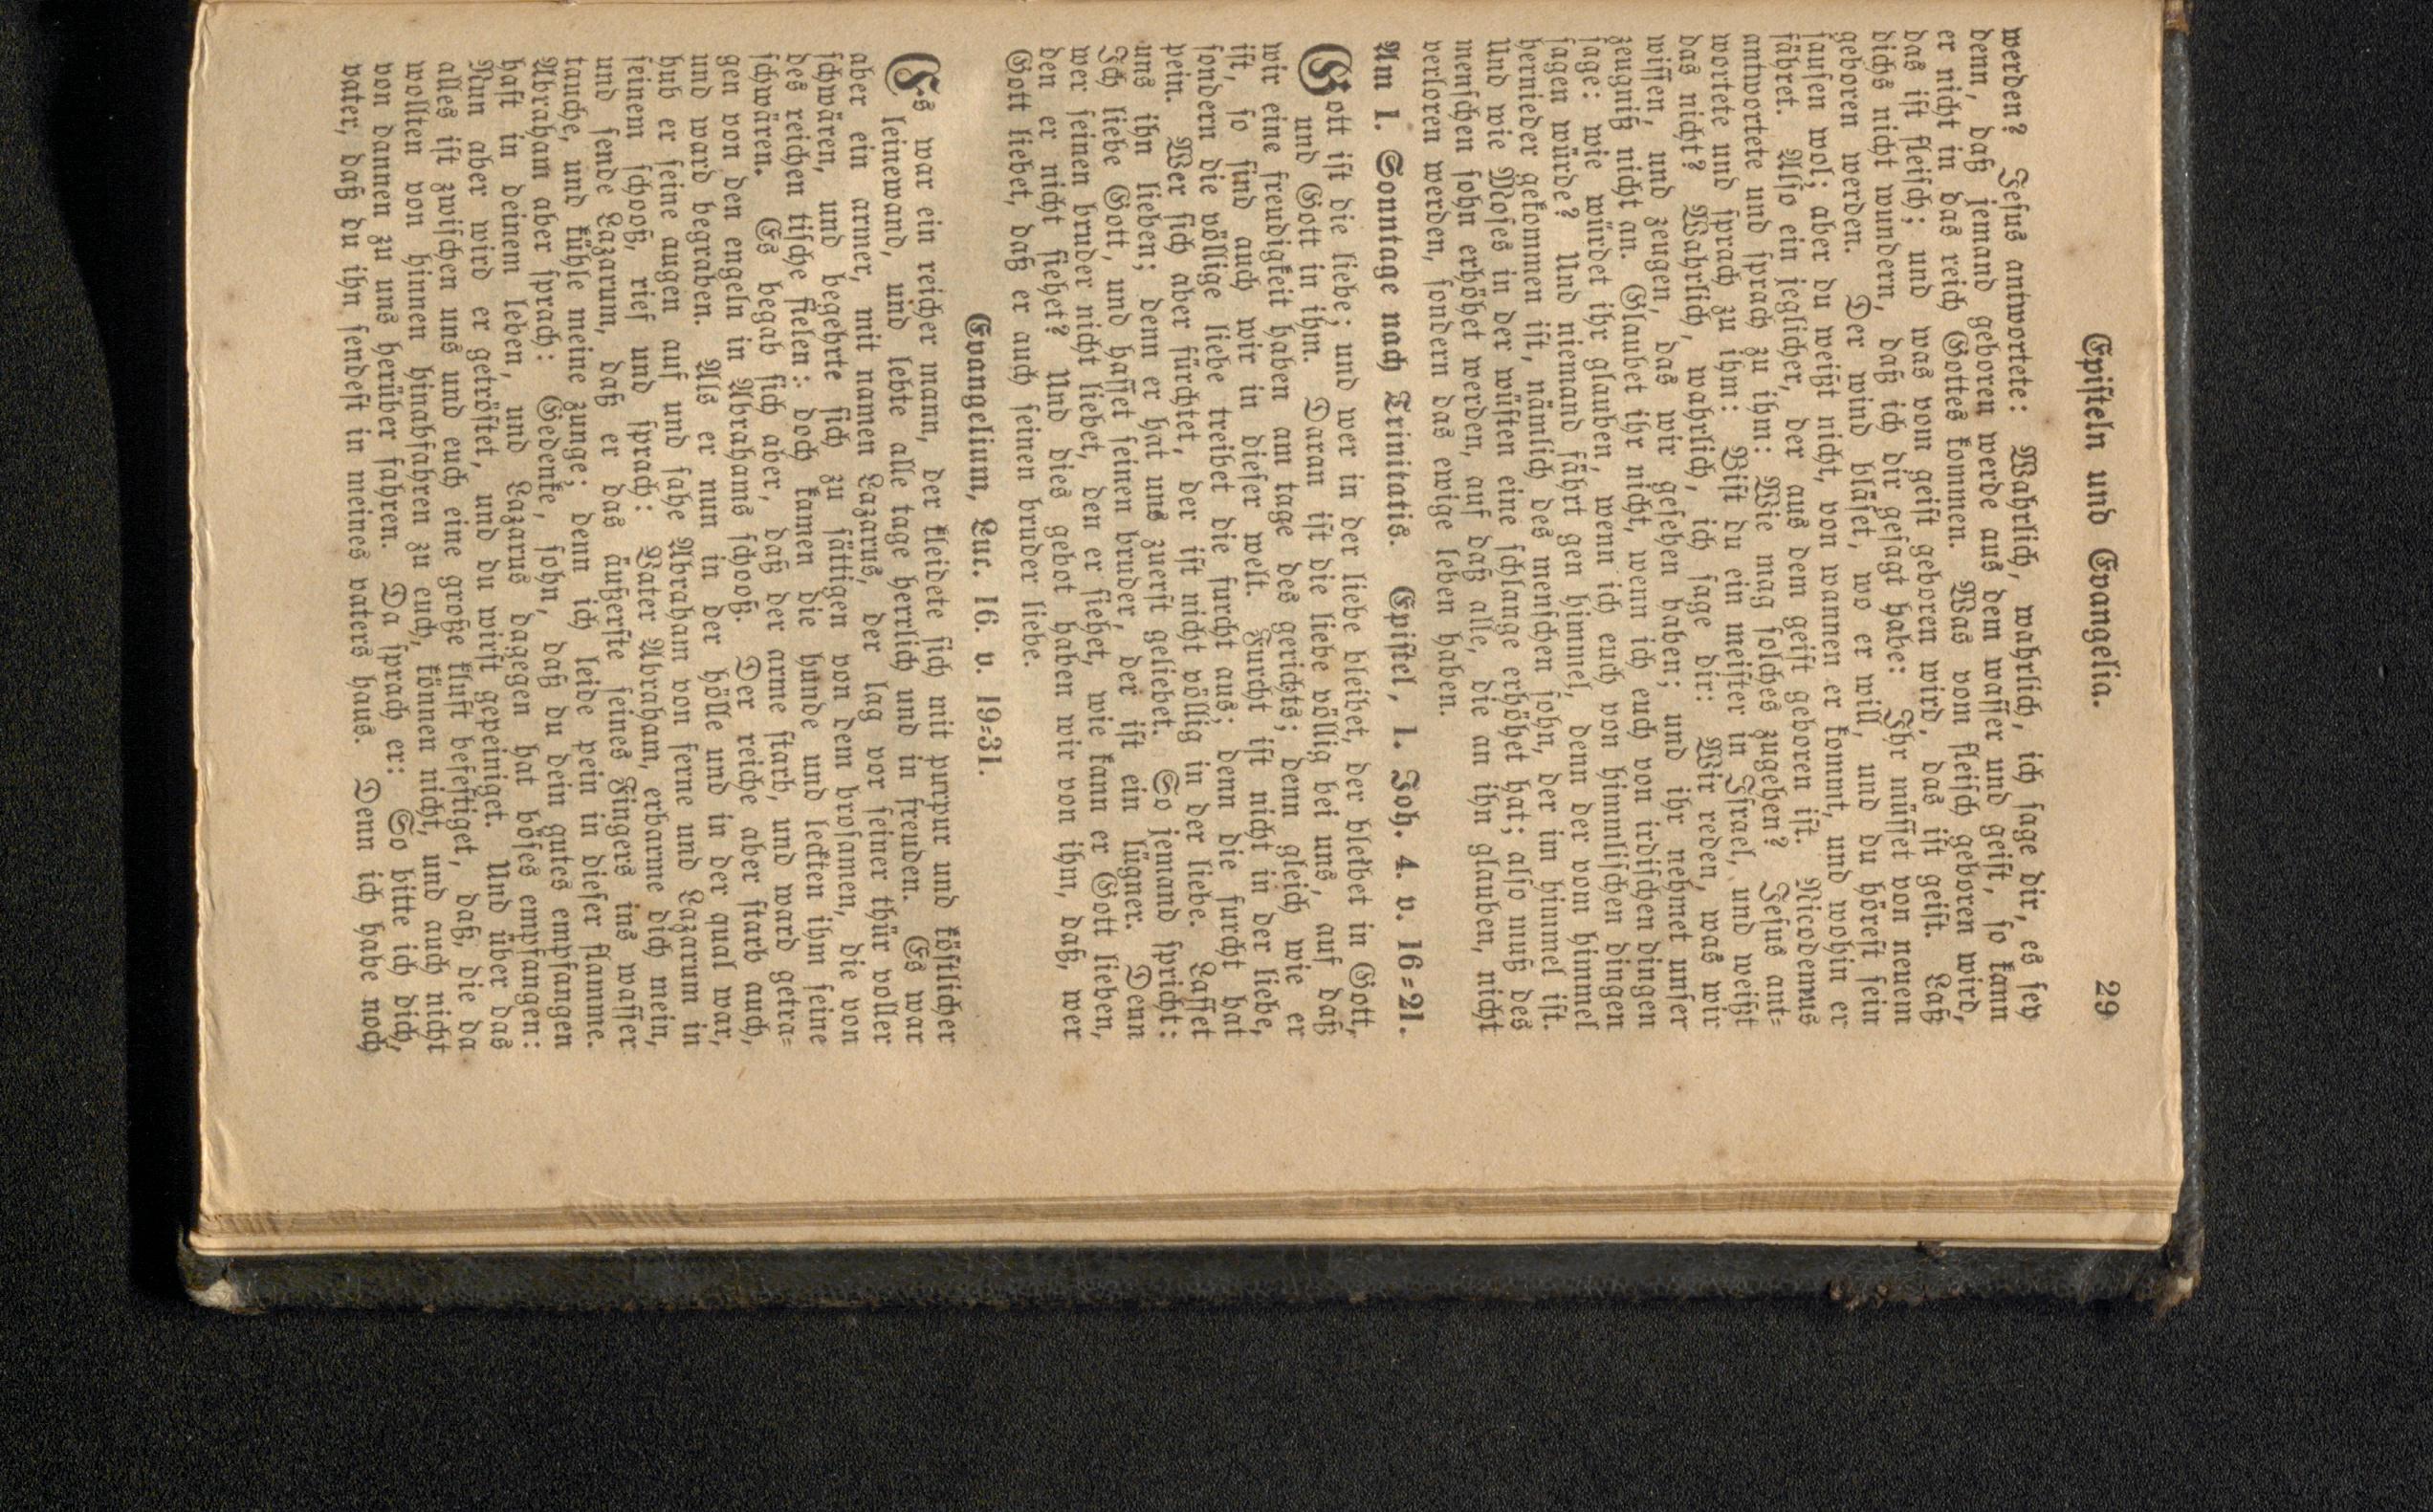 Epiſteln und Evangelia. 29
werden? Jeſus antwortete: Wahrlich, wahrlich, ich ſage dir, es ſey
denn, daß jemand geboren werde aus dem waſſer und geiſt, ſo kann
er nicht in das reich Gottes kommen. Was vom fleiſch geboren wird,
das iſt fleiſch; und was vom geiſt geboren wird, das iſt geiſt. Laß
dichs nicht wundern, daß ich dir geſagt habe: Ihr müſſet von neuem
geboren werden. Der wind bläſet, wo er will, und du höreſt ſein
ſauſen wol; aber du weißt nicht, von wannen er kommt, und wohin er
fähret. Alſo ein jeglicher, der aus dem geiſt geboren iſt. Nicodemus
antwortete und ſprach zu ihm: Wie mag ſolches zugehen? Jeſus ant-
wortete und ſprach zu ihm: Biſt du ein meiſter in Iſrael, und weißt
das nicht? Wahrlich, wahrlich, ich ſage dir: Wir reden, was wir
wiſſen, und zeugen, das wir geſehen haben; und ihr nehmet unſer
zeugniß nicht an. Glaubet ihr nicht, wenn ich euch von irdiſchen dingen
ſage: wie würdet ihr glauben, wenn ich euch von himmliſchen dingen
ſagen würde? Und niemand fährt gen himmel, denn der vom himmel
hernieder gekommen iſt, nämlich des menſchen ſohn, der im himmel iſt.
Und wie Moſes in der wüſten eine ſchlange erhöhet hat; alſo muß des
menſchen ſohn erhöhet werden, auf daß alle, die an ihn glauben, nicht
verloren werden, ſondern das ewige leben haben.
Am 1. Sonntage nach Trinitatis. Epiſtel, 1. Joh. 4. v. 16-21.
Gott iſt die liebe; und wer in der liebe bleibet, der bleibet in Gott,
und Gott in ihm. Daran iſt die liebe völlig bei uns, auf daß
wir eine freudigkeit haben am tage des gerichts; denn gleich wie er
iſt, ſo ſind auch wir in dieſer welt. Furcht iſt nicht in der liebe,
ſondern die völlige liebe treibet die furcht aus; denn die furcht hat
pein. Wer ſich aber fürchtet, der iſt nicht völlig in der liebe. Laſſet
uns ihn lieben; denn er hat uns zuerſt geliebet. So jemand ſpricht:
Ich liebe Gott, und haſſet ſeinen bruder, der iſt ein lügner. Denn
wer ſeinen bruder nicht liebet, den er ſiehet, wie kann er Gott lieben,
den er nicht ſiehet? Und dies gebot haben wir von ihm, daß, wer
Gott liebet, daß er auch ſeinen bruder liebe.
Evangelium, Luc. 16. v. 19-31.
Es war ein reicher mann, der kleidete ſich mit purpur und köſtlicher
leinewand, und lebte alle tage herrlich und in freuden. Es war
aber ein armer, mit namen Lazarus, der lag vor ſeiner thür voller
ſchwären, und begehrte ſich zu ſättigen von den broſamen, die von
des reichen tiſche fielen: doch kamen die hunde und leckten ihm ſeine
ſchwären. Es begab ſich aber, daß der arme ſtarb, und ward getra-
gen von den engeln in Abrahams ſchooß. Der reiche aber ſtarb auch,
und ward begraben. Als er nun in der hölle und in der qual war,
hub er ſeine augen auf und ſahe Abraham von ferne und Lazarum in
ſeinem ſchooß, rief und ſprach: Vater Abraham, erbarme dich mein,
und ſende Lazarum, daß er das äußerſte ſeines Fingers ins waſſer
tauche, und kühle meine zunge; denn ich leide pein in dieſer flamme.
Abraham aber ſprach: Gedenke, ſohn, daß du dein gutes empfangen
haſt in deinem leben, und Lazarus dagegen hat böſes empfangen:
Nun aber wird er getröſtet, und du wirſt gepeiniget. Und über das
alles iſt zwiſchen uns und euch eine große kluft befeſtiget, daß, die da
wollten von hinnen hinabfahren zu euch, können nicht, und auch nicht
von dannen zu uns herüber fahren. Da ſprach er: So bitte ich dich,
vater, daß du ihn ſendeſt in meines vaters haus. Denn ich habe noch